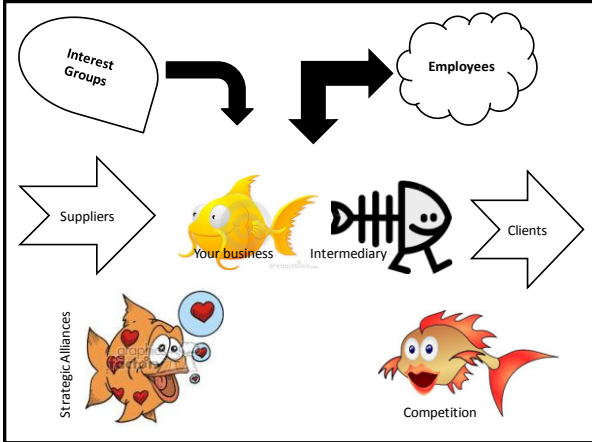 Interest
Groups
Employees
Suppliers
Your business
Intermediary
Clients
Strategic Alliances
Competition